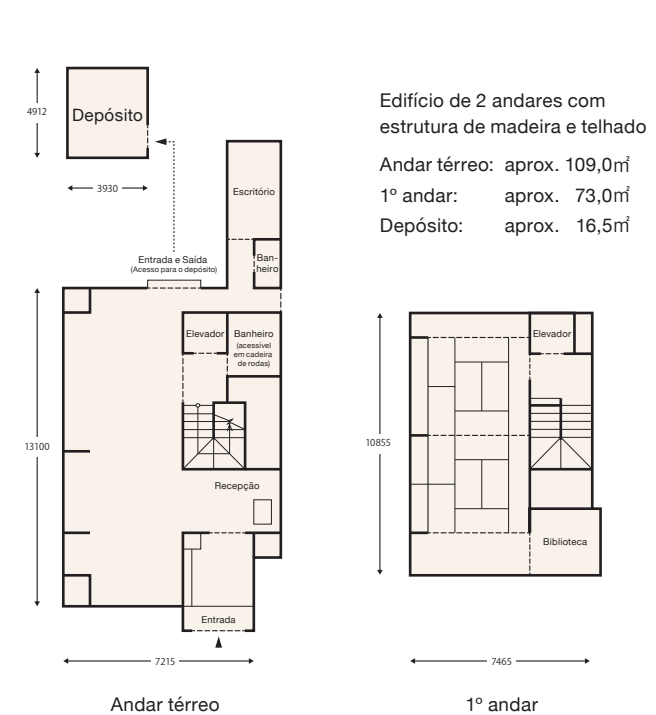 Edifício de 2 andares com
estrutura de madeira e telhado
Andar térreo: aprox. 109,0㎡
1º andar: aprox. 73,0㎡
Depósito: aprox. 16,5㎡
4912
Depósito
3930
Escritório
Entrada e Saída
(Acesso para o depósito)
Ban-
heiro
Elevador
Banheiro
(acessível
em cadeira
de rodas)
13100
Recepção
Entrada
7215
Andar térreo
Elevador
10855
Biblioteca
7465
1º andar